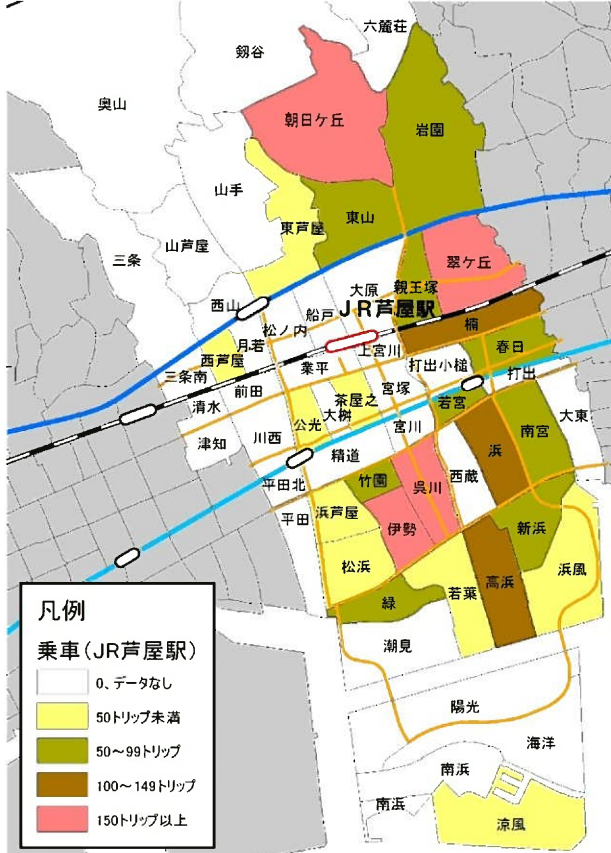 六麓荘
剱谷
奥山
朝日ケ丘
岩園
山手
東山
東芦屋
山芦屋
三条
翠ケ丘
大原
親王塚
西山
船戸
JR芦屋駅
松ノ内
楠
月若
上宮川
春日
西芦屋
業平
打出小槌
打出
三条南
前田
宮塚
茶屋之
若宮
清水
大桝
公光
大東
南宮
川西
宮川
津知
精道
浜
西蔵
竹園
呉川
平田北
浜芦屋
平田
伊勢
新浜
松浜
若葉
高浜
浜風
緑
潮見
陽光
海洋
南浜
南浜
涼風
凡例
乗車(JR芦屋駅)
0、データなし
50トリップ未満
50～99トリップ
100～149トリップ
150トリップ以上